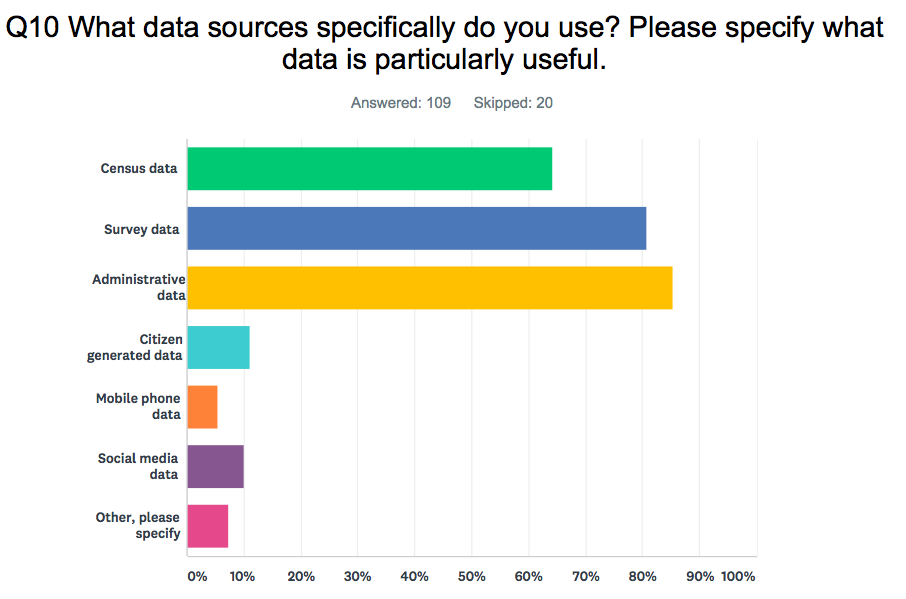 Q10 What data sources specifically do you use? Please specify what
data is particularly useful.
Answered: 109 Skipped: 20
Census data
Survey data
Administrative
data
Citizen
generated data
Mobile phone
data
Social media
data
Other, please
specify
0% 10% 20% 30% 40% 50% 60% 70% 80% 90% 100%